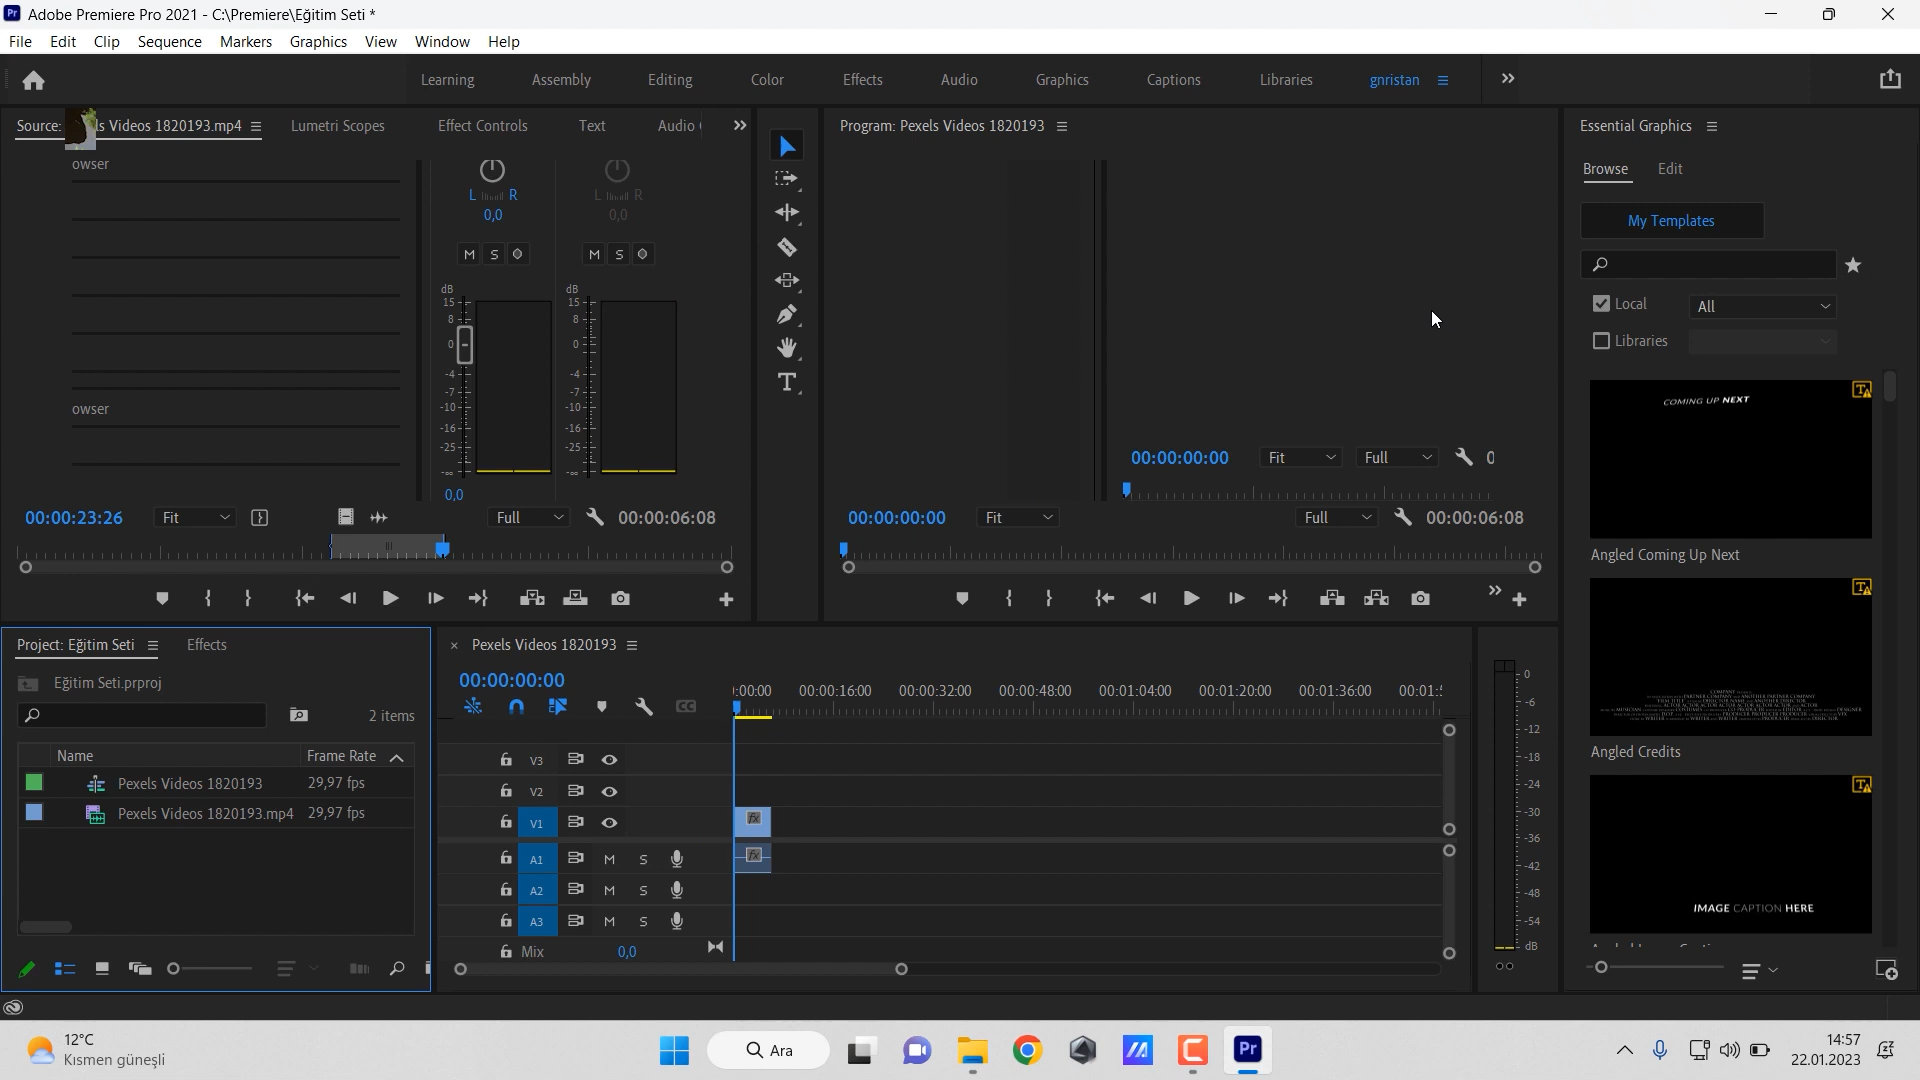 Adobe Premiere Pro 2021 - C:\Premiere\Eğitim Seti *
File Edit Clip Sequence Markers Graphics View Window Help
Learning Assembly Editing Color Effects Audio Graphics Captions Libraries gnristan
Source: ls Videos 1820193.mp4 Lumetri Scopes Effect Controls Text Audio
owser
L R L R
0,0 0,0
M S M S
dB dB
15 15
8 8
0 0
-4 -4
-7 -7
-10 -10
-16 -16
-25 -25
-∞ -∞
0,0
owser
00:00:23:26 Fit Full 00:00:06:08
Program: Pexels Videos 1820193
00:00:00:00 Fit Full 0
00:00:00:00 Fit Full 00:00:06:08
Essential Graphics
Browse Edit
My Templates
Local All
Libraries
COMING UP NEXT
Angled Coming Up Next
Angled Credits
IMAGE CAPTION HERE
Project: Eğitim Seti Effects
Eğitim Seti.prproj
2 items
Name Frame Rate
Pexels Videos 1820193 29,97 fps
Pexels Videos 1820193.mp4 29,97 fps
× Pexels Videos 1820193
00:00:00:00
:00:00 00:00:16:00 00:00:32:00 00:00:48:00 00:01:04:00 00:01:20:00 00:01:36:00 00:01:5
CC
V3
V2
V1 fx
A1 M S fx
A2 M S
A3 M S
Mix 0,0
0
-6
-12
-18
-24
-30
-36
-42
-48
-54
dB
12°C
Kısmen güneşli
Ara
Pr
14:57
22.01.2023